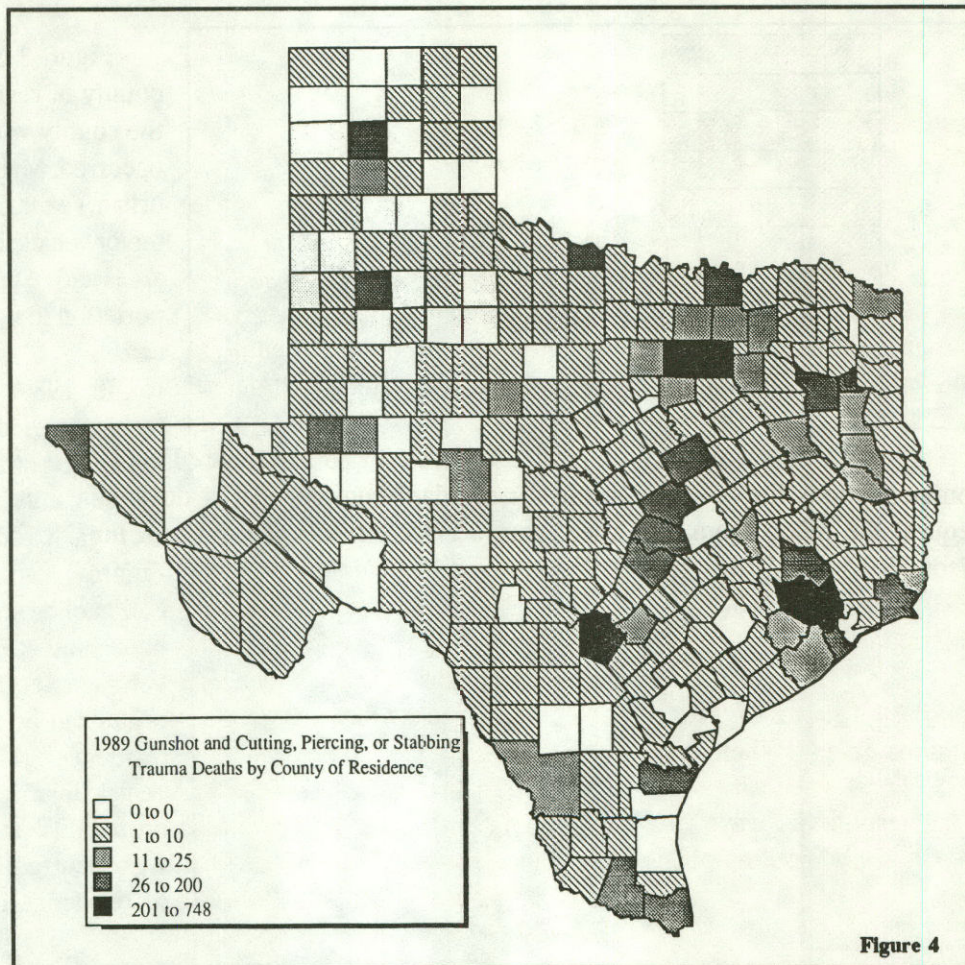 1989 Gunshot and Cutting, Piercing, or Stabbing
Trauma Deaths by County of Residence
0 to 0
1 to 10
11 to 25
26 to 200
201 to 748
Figure 4